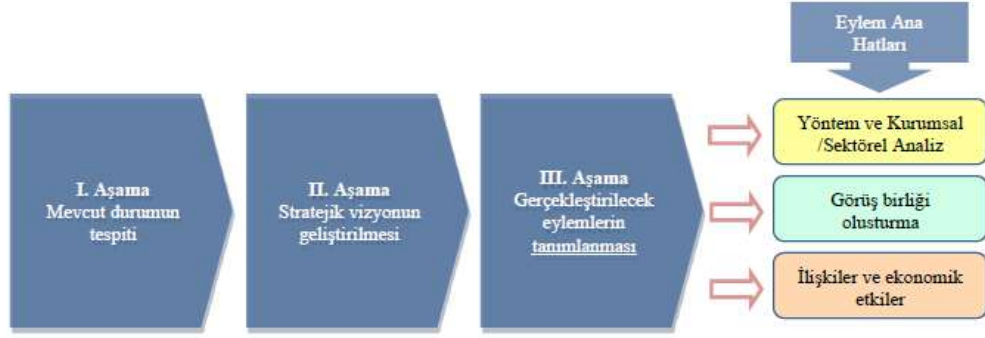 Eylem Ana
Hatları
I. Aşama
Mevcut durumun
tespiti
II. Aşama
Stratejik vizyonun
geliştirilmesi
III. Aşama
Gerçekleştirilecek
eylemlerin
tanımlanması
Yöntem ve Kurumsal
/Sektörel Analiz
Görüş birliği
olusturma
İlişkiler ve ekonomik
etkiler